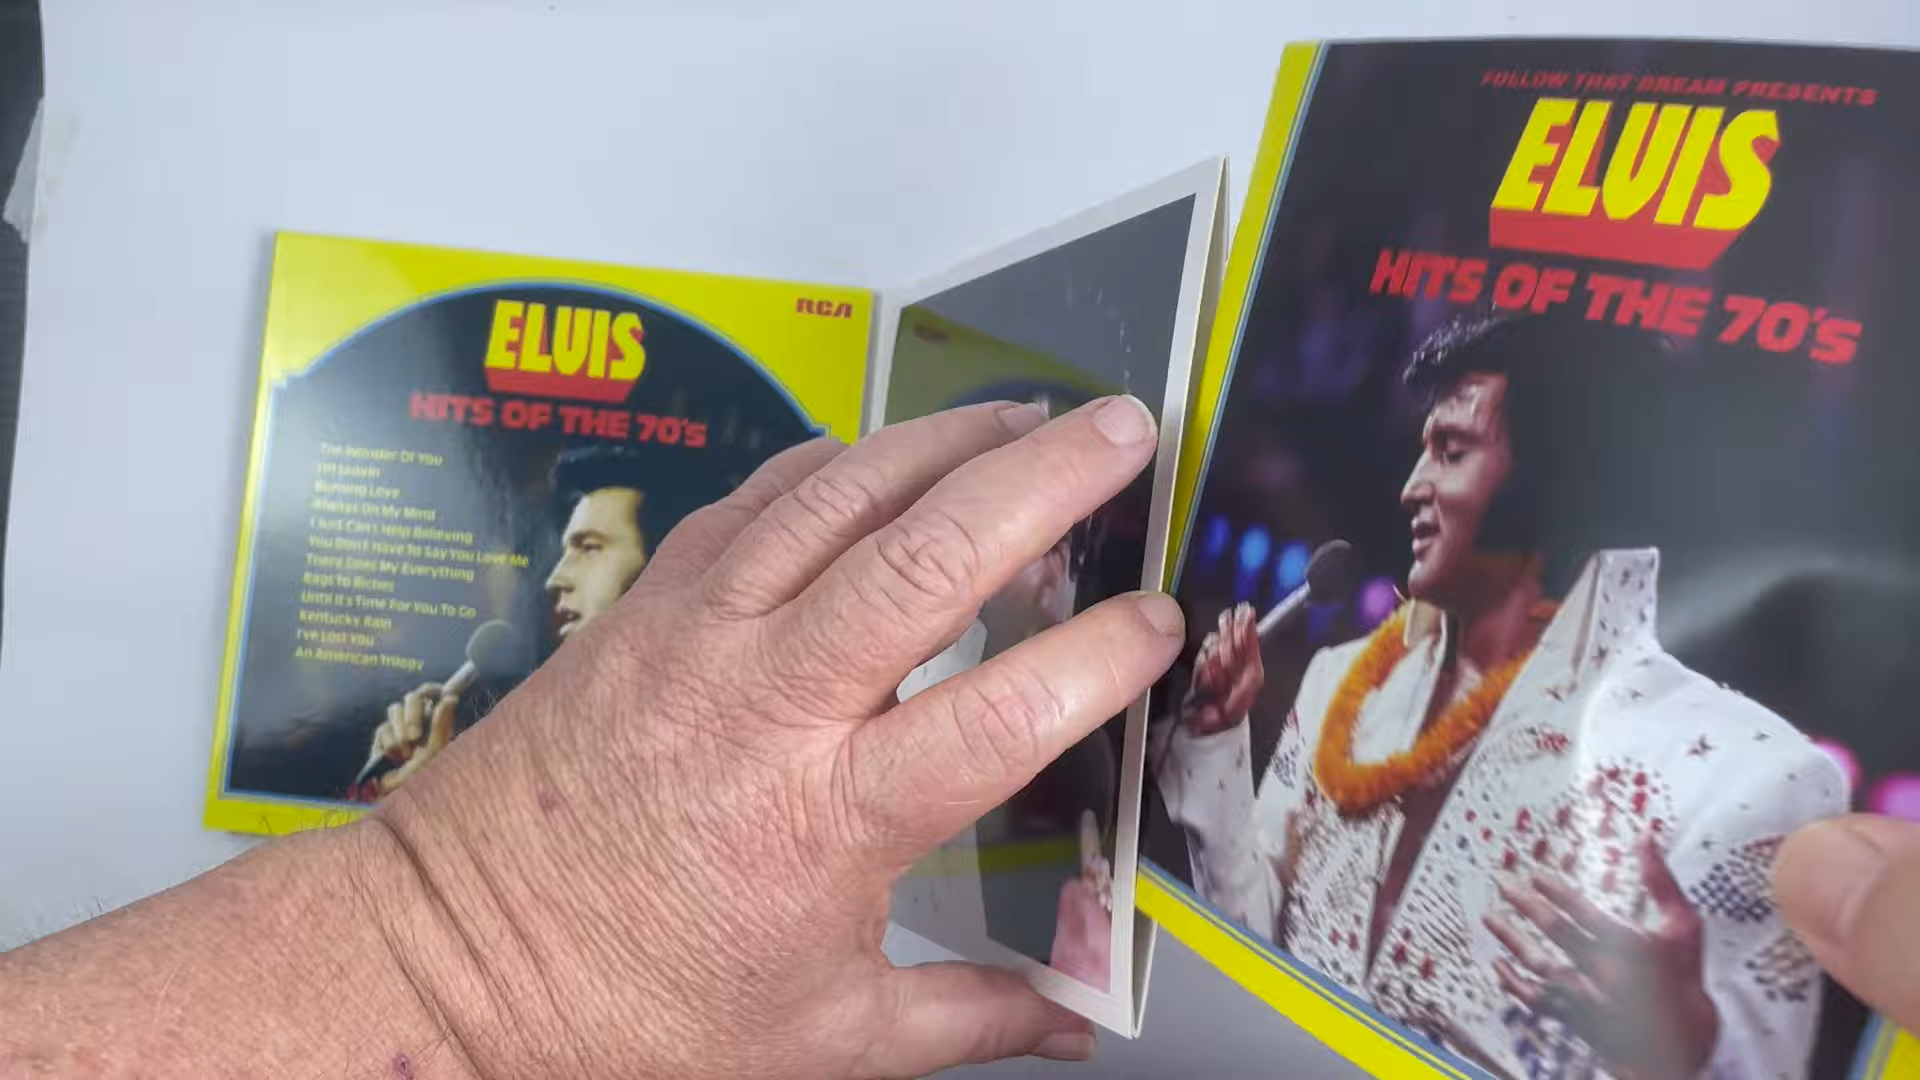 RCA
ELVIS
HITS OF THE 70'S
The Wonder Of You
I'm Leavin'
Burning Love
Always On My Mind
I Just Can't Help Believing
You Don't Have To Say You Love Me
There Goes My Everything
Rags To Riches
Until It's Time For You To Go
Kentucky Rain
I've Lost You
An American Trilogy
FOLLOW THAT DREAM PRESENTS
ELVIS
HITS OF THE 70'S